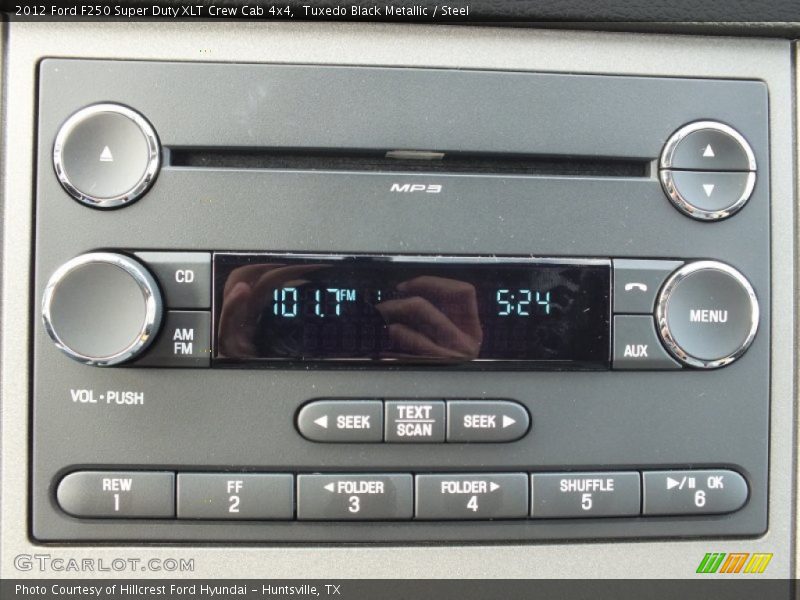 2012 Ford F250 Super Duty XLT Crew Cab 4x4, Tuxedo Black Metallic / Steel
MP3
CD
AM
FM
101.7 FM 1
5:24
AUX
MENU
VOL • PUSH
◄ SEEK
TEXT
SCAN
SEEK ►
REW
1
FF
2
◄ FOLDER
3
FOLDER ►
4
SHUFFLE
5
►/II OK
6
GTCARLOT.COM
Photo Courtesy of Hillcrest Ford Hyundai - Huntsville, TX